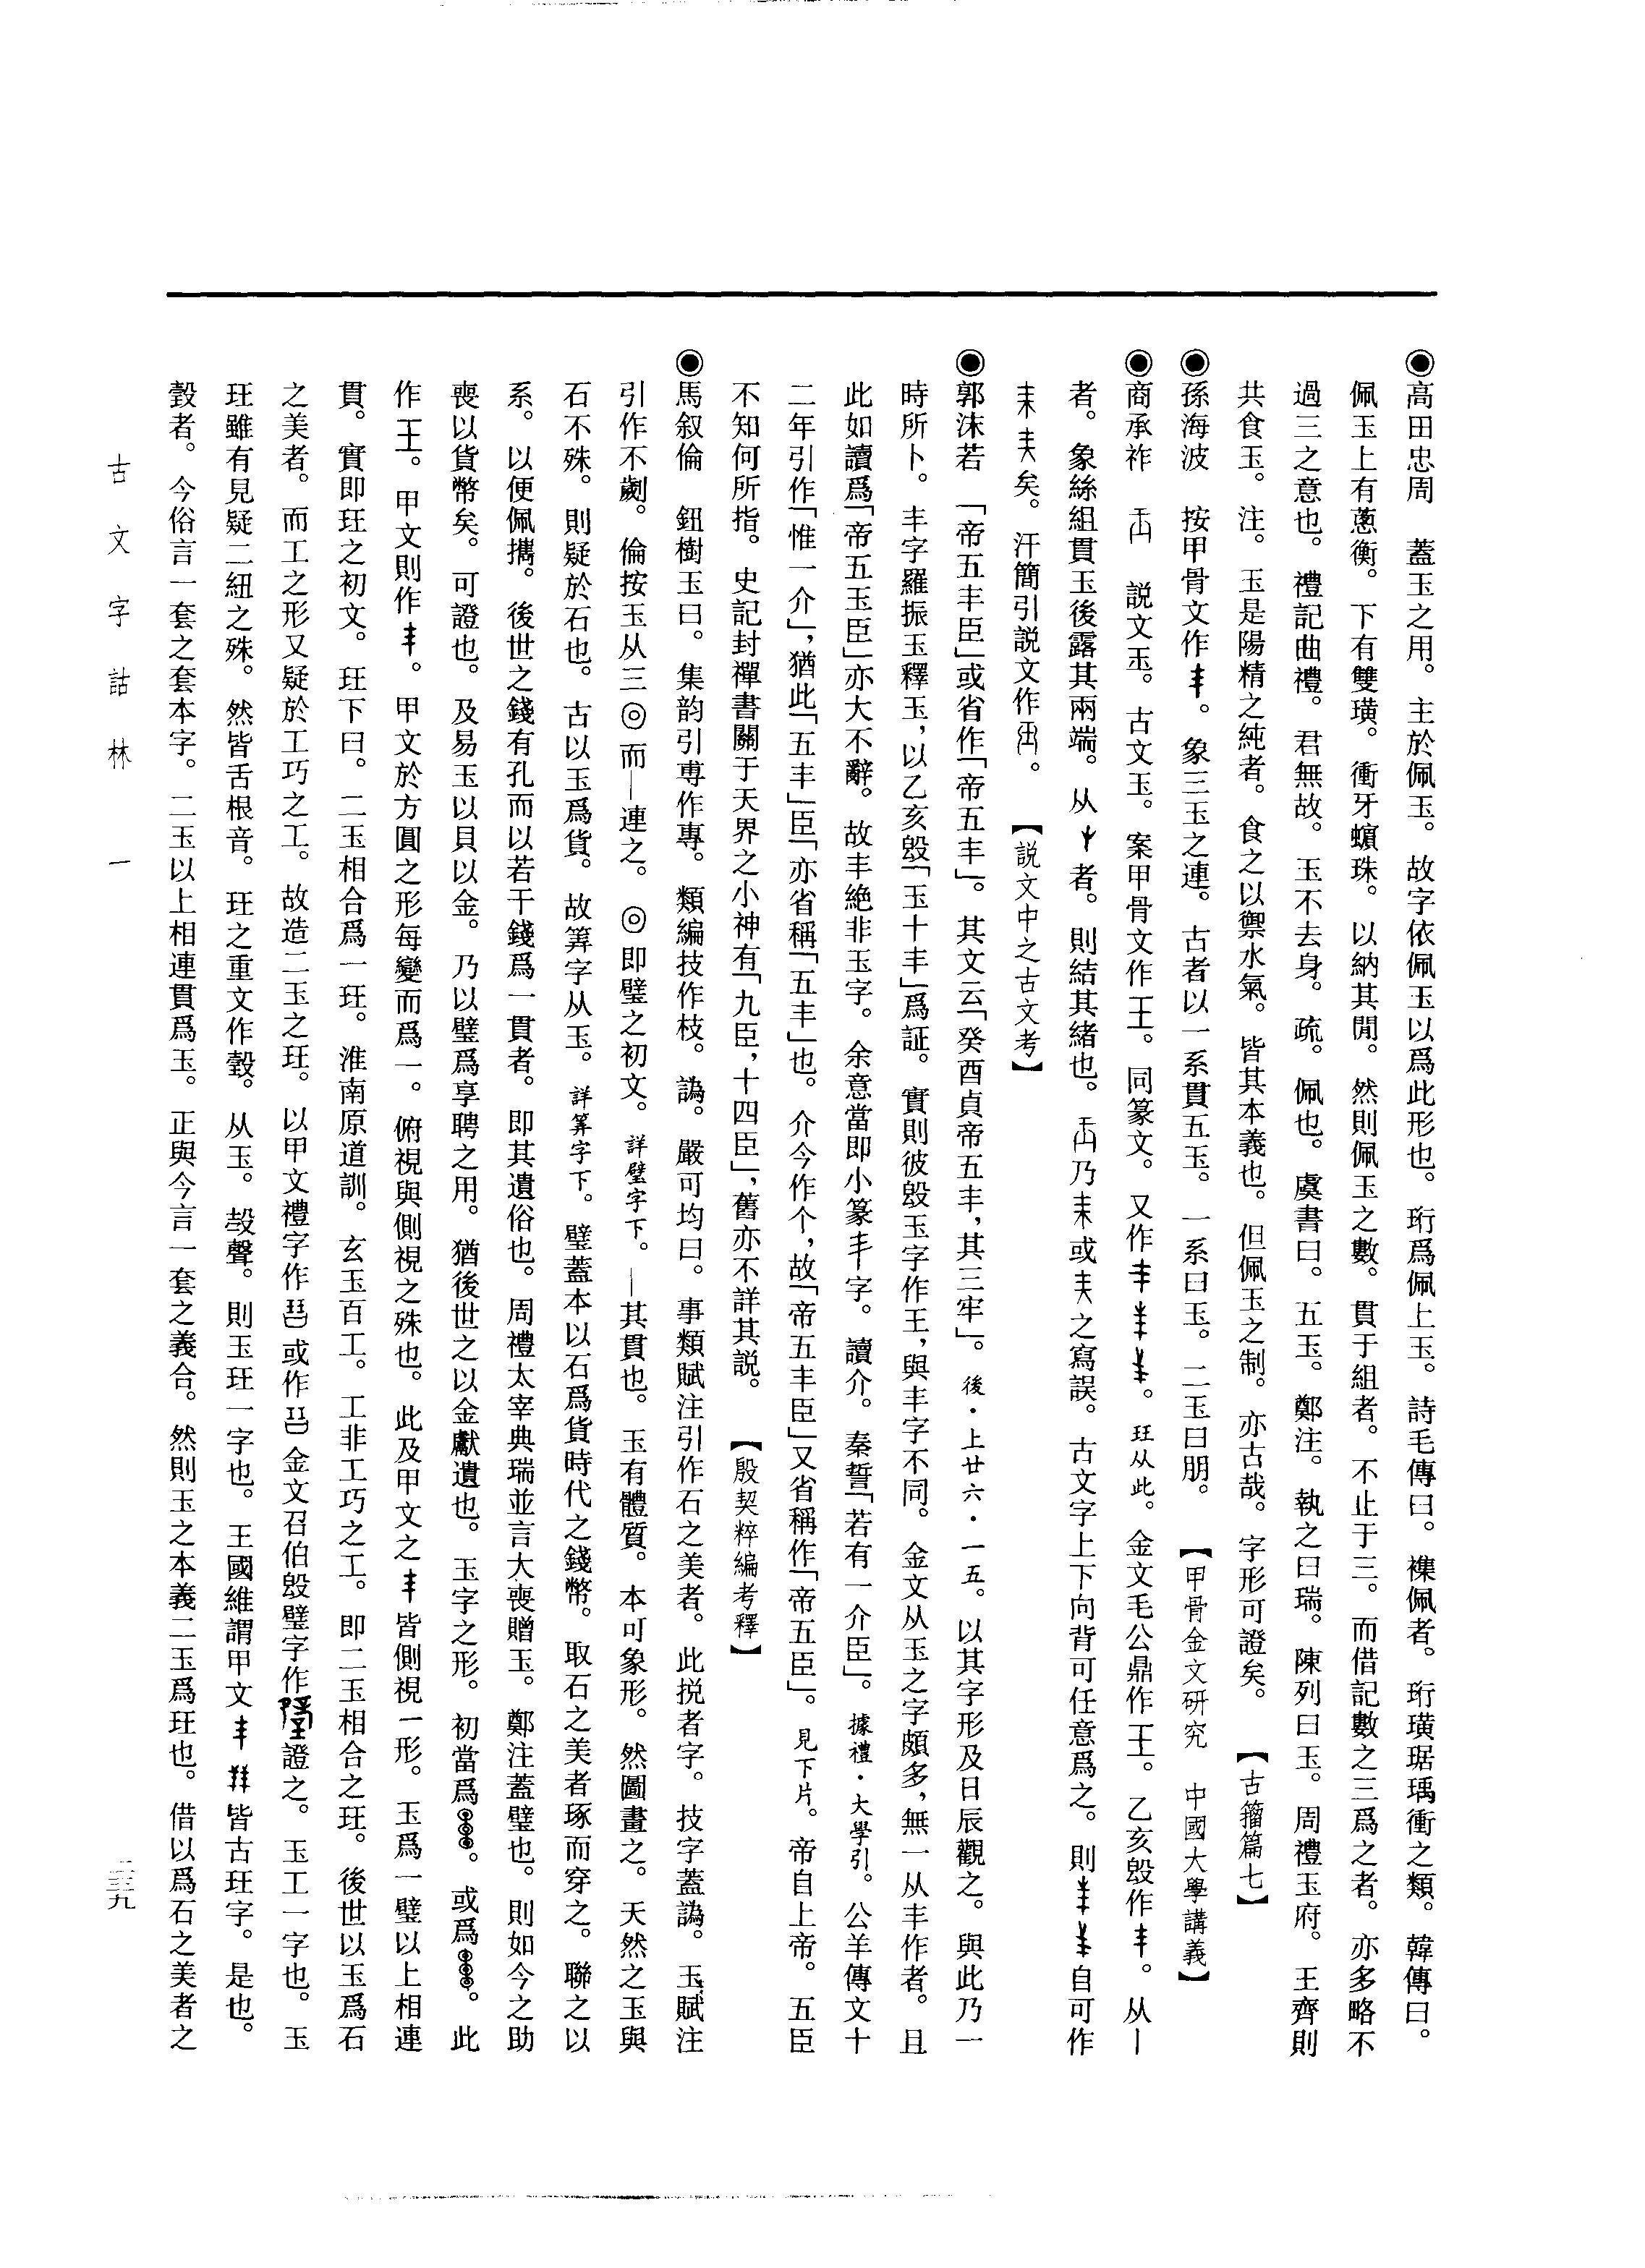 ◉高田忠周　蓋玉之用。主於佩玉。故字依佩玉以爲此形也。珩爲佩上玉。詩毛傳曰。襍佩者。珩璜琚瑀衝之類。韓傳曰。
佩玉上有蔥衡。下有雙璜。衝牙蠙珠。以納其閒。然則佩玉之數。貫于組者。不止于三。而借記數之三爲之者。亦多略不
過三之意也。禮記曲禮。君無故。玉不去身。疏。佩也。虞書曰。五玉。鄭注。執之曰瑞。陳列曰玉。周禮玉府。王齊則
共食玉。注。玉是陽精之純者。食之以禦水氣。皆其本義也。但佩玉之制。亦古哉。字形可證矣。　【古籀篇七】
◉孫海波　按甲骨文作。象三玉之連。古者以一系貫五玉。一系曰玉。二玉曰朋。　【甲骨金文研究　中國大學講義】
◉商承祚　説文玉。古文玉。案甲骨文作王。同篆文。又作。玨从此。金文毛公鼎作王。乙亥𣪘作丰。从丨
者。象絲組貫玉後露其兩端。从者。則結其緒也。乃或之寫誤。古文字上下向背可任意爲之。則自可作
矣。汗簡引説文作。　【説文中之古文考】
◉郭沫若　「帝五丰臣」或省作「帝五丰」。其文云「癸酉貞帝五丰，其三牢」。後·上廿六·一五。以其字形及日辰觀之。與此乃一
時所卜。丰字羅振玉釋玉，以乙亥𣪘「玉十丰」爲証。實則彼𣪘玉字作王，與丰字不同。金文从玉之字頗多，無一从丰作者。且
此如讀爲「帝五玉臣」亦大不辭。故丰絶非玉字。余意當即小篆丯字。讀介。秦誓「若有一介臣」。據禮·大學引。公羊傳文十
二年引作「惟一介」，猶此「五丰」臣「亦省稱「五丰」也。介今作个，故「帝五丰臣」又省稱作「帝五臣」。見下片。帝自上帝。五臣
不知何所指。史記封禪書關于天界之小神有「九臣，十四臣」，舊亦不詳其説。　【殷契粹編考釋】
◉馬叙倫　鈕樹玉曰。集韵引専作專。類編技作枝。譌。嚴可均曰。事類賦注引作石之美者。此捝者字。技字蓋譌。玉賦注
引作不劌。倫按玉从三◎而丨連之。◎即璧之初文。詳璧字下。丨其貫也。玉有體質。本可象形。然圖畫之。天然之玉與
石不殊。則疑於石也。古以玉爲貨。故筭字从玉。詳筭字下。璧蓋本以石爲貨時代之錢幣。取石之美者琢而穿之。聯之以
系。以便佩攜。後世之錢有孔而以若干錢爲一貫者。即其遺俗也。周禮太宰典瑞並言大喪贈玉。鄭注蓋璧也。則如今之助
喪以貨幣矣。可證也。及易玉以貝以金。乃以璧爲享聘之用。猶後世之以金獻遺也。玉字之形。初當爲。或爲。此
作王。甲文則作丰。甲文於方圓之形每變而爲一。俯視與側視之殊也。此及甲文之丰皆側視一形。玉爲一璧以上相連
貫。實即玨之初文。玨下曰。二玉相合爲一玨。淮南原道訓。玄玉百工。工非工巧之工。即二玉相合之玨。後世以玉爲石
之美者。而工之形又疑於工巧之工。故造二玉之玨。以甲文禮字作或作金文召伯𣪘璧字作證之。玉工一字也。玉
玨雖有見疑二紐之殊。然皆舌根音。玨之重文作瑴。从玉。㱿聲。則玉玨一字也。王國維謂甲文皆古玨字。是也。
瑴者。今俗言一套之套本字。二玉以上相連貫爲玉。正與今言一套之義合。然則玉之本義二玉爲玨也。借以爲石之美者之
古文字詁林　一
二三九